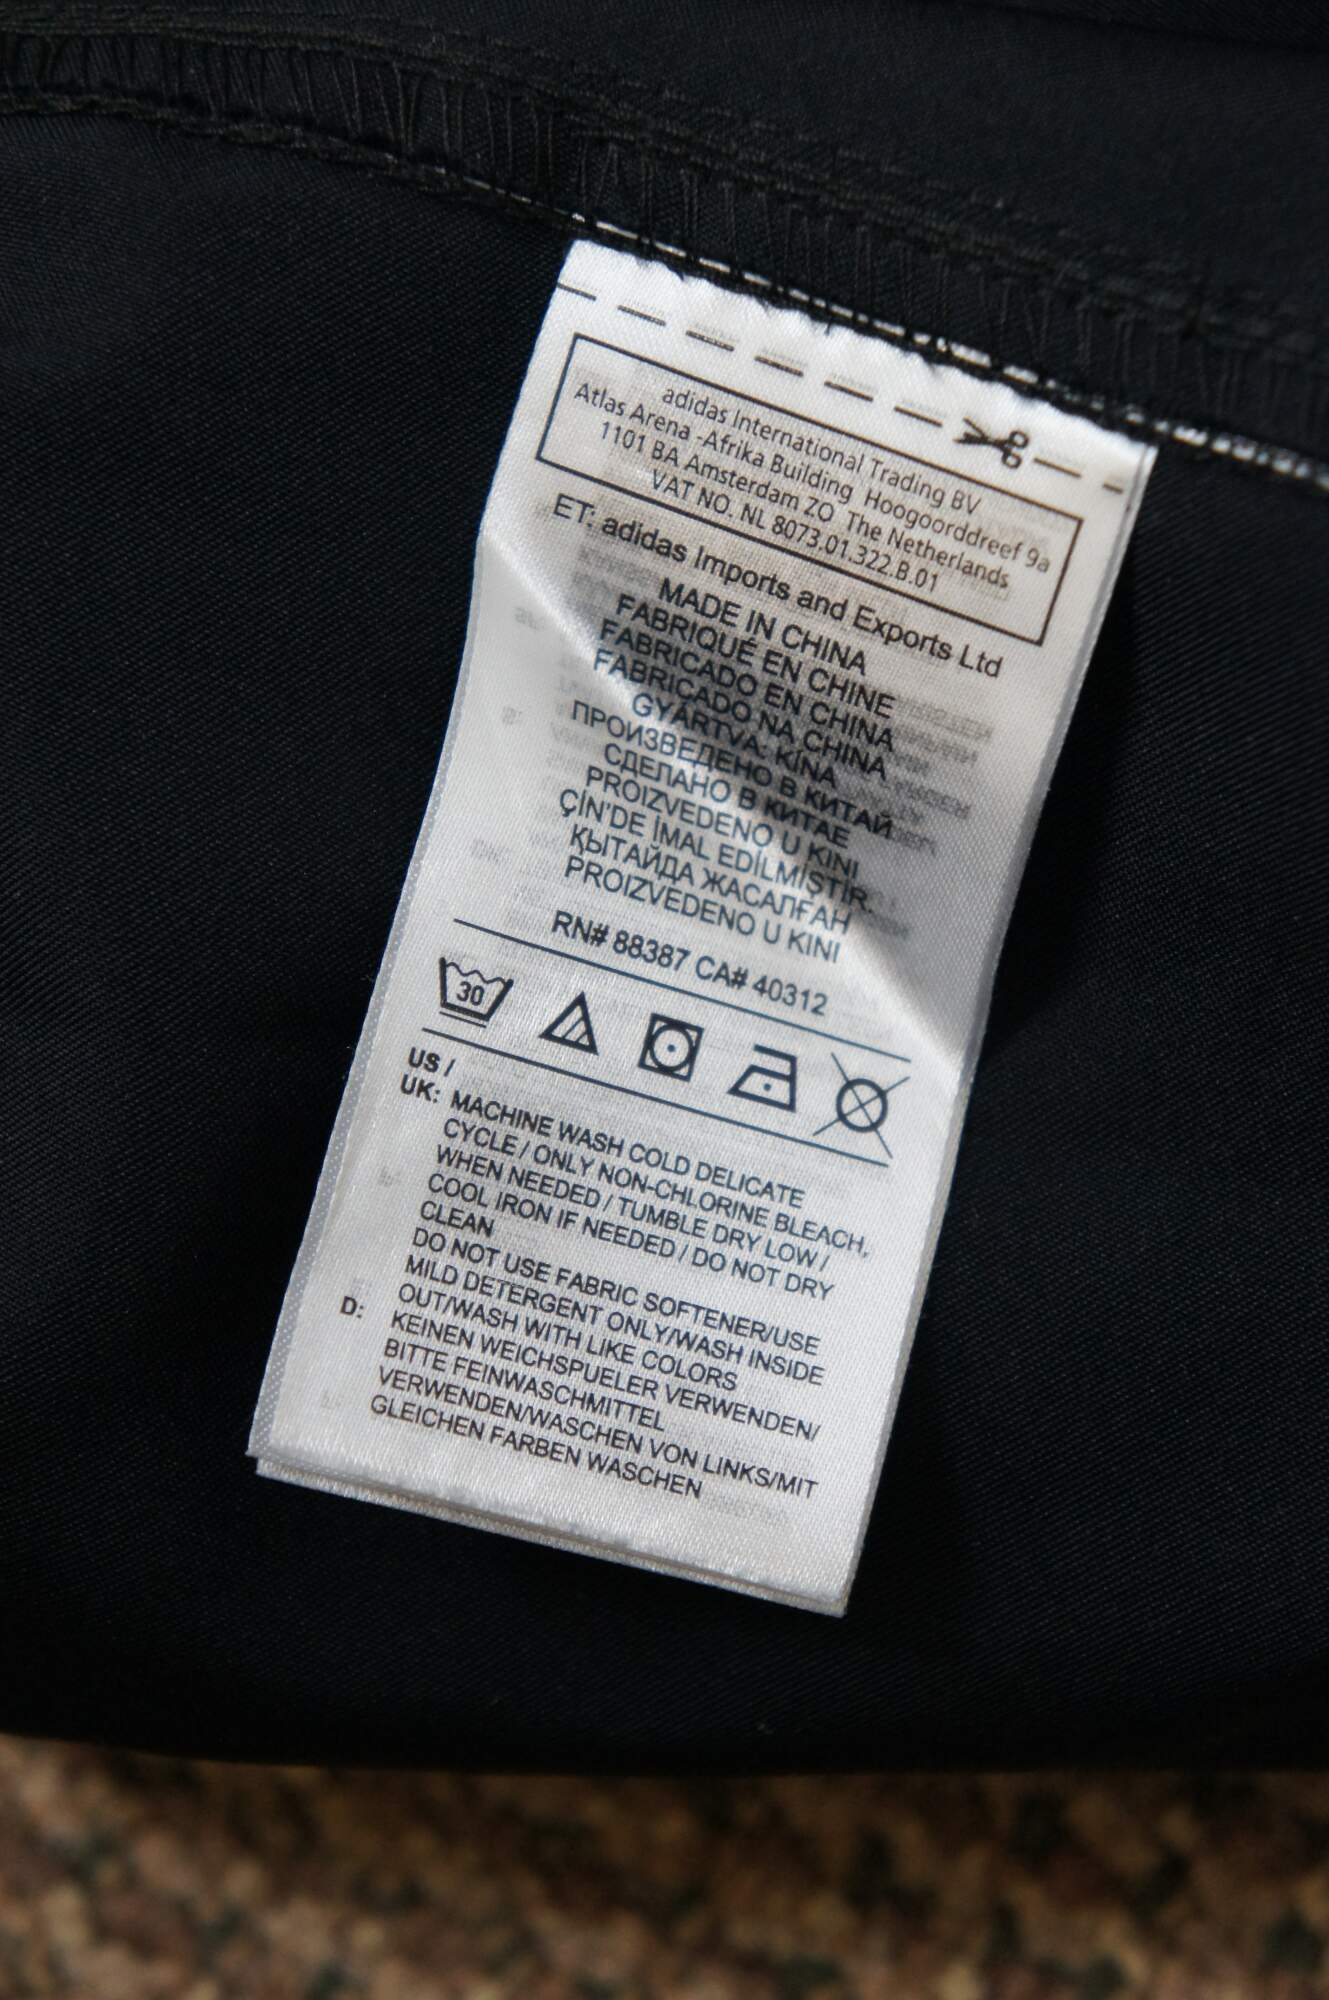 adidas International Trading BV
Atlas Arena -Afrika Building Hoogoorddreef 9a
1101 BA Amsterdam ZO The Netherlands
VAT NO. NL 8073.01.322.B.01
ET: adidas Imports and Exports Ltd
MADE IN CHINA
FABRIQUÉ EN CHINE
FABRICADO EN CHINA
FABRICADO NA CHINA
GYÁRTVA: KÍNA
ПРОИЗВЕДЕНО В КИТАЙ
СДЕЛАНО В КИТАЕ
PROIZVEDENO U KINI
ÇİN'DE İMAL EDİLMİŞTİR.
ҚЫТАЙДА ЖАСАЛҒАН
PROIZVEDENO U KINI
RN# 88387 CA# 40312
30
US /
UK: MACHINE WASH COLD DELICATE
CYCLE / ONLY NON-CHLORINE BLEACH,
WHEN NEEDED / TUMBLE DRY LOW /
COOL IRON IF NEEDED / DO NOT DRY
CLEAN
DO NOT USE FABRIC SOFTENER/USE
MILD DETERGENT ONLY/WASH INSIDE
OUT/WASH WITH LIKE COLORS
D: KEINEN WEICHSPUELER VERWENDEN/
BITTE FEINWASCHMITTEL
VERWENDEN/WASCHEN VON LINKS/MIT
GLEICHEN FARBEN WASCHEN